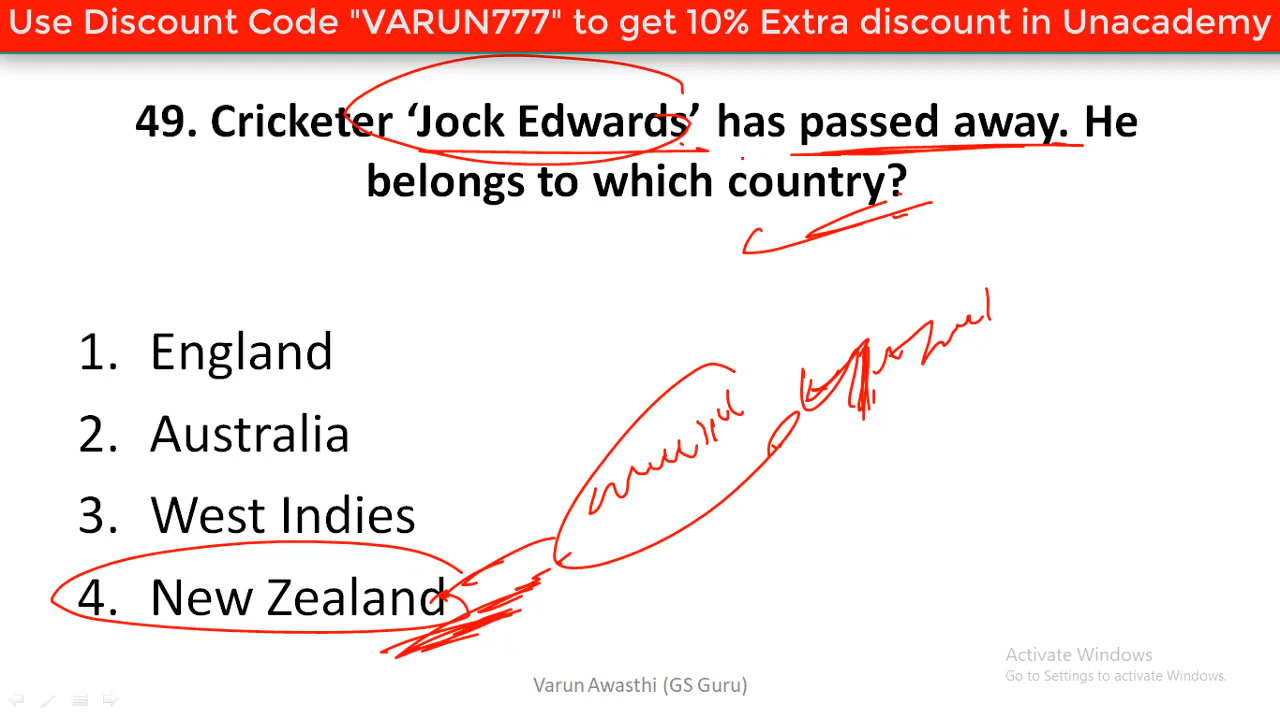 Use Discount Code "VARUN777" to get 10% Extra discount in Unacademy
49. Cricketer ‘Jock Edwards’ has passed away. He
belongs to which country?
1. England
2. Australia
3. West Indies
4. New Zealand
Activate Windows
Go to Settings to activate Windows.
Varun Awasthi (GS Guru)